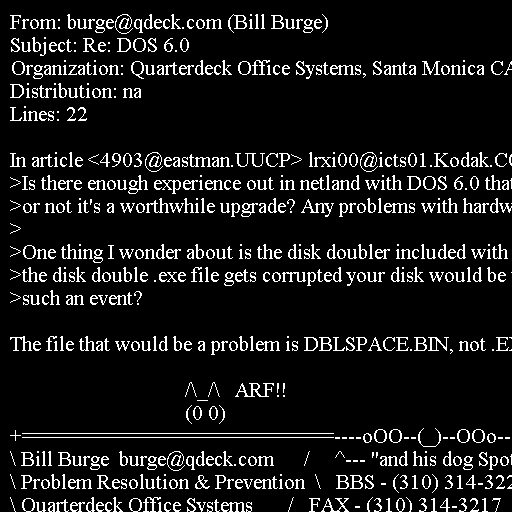 From: burge@qdeck.com (Bill Burge)
Subject: Re: DOS 6.0
Organization: Quarterdeck Office Systems, Santa Monica CA
Distribution: na
Lines: 22

In article <4903@eastman.UUCP> lrxi00@icts01.Kodak.CO
>Is there enough experience out in netland with DOS 6.0 that
>or not it's a worthwhile upgrade? Any problems with hardw
>
>One thing I wonder about is the disk doubler included with
>the disk double .exe file gets corrupted your disk would be
>such an event?

The file that would be a problem is DBLSPACE.BIN, not .EX

/\_/\   ARF!!
(0 0)
+==============================----oOO--(_)--OOo--
\ Bill Burge  burge@qdeck.com      /     ^--- "and his dog Spot
\ Problem Resolution & Prevention  \   BBS - (310) 314-322
\ Quarterdeck Office Systems       /   FAX - (310) 314-3217